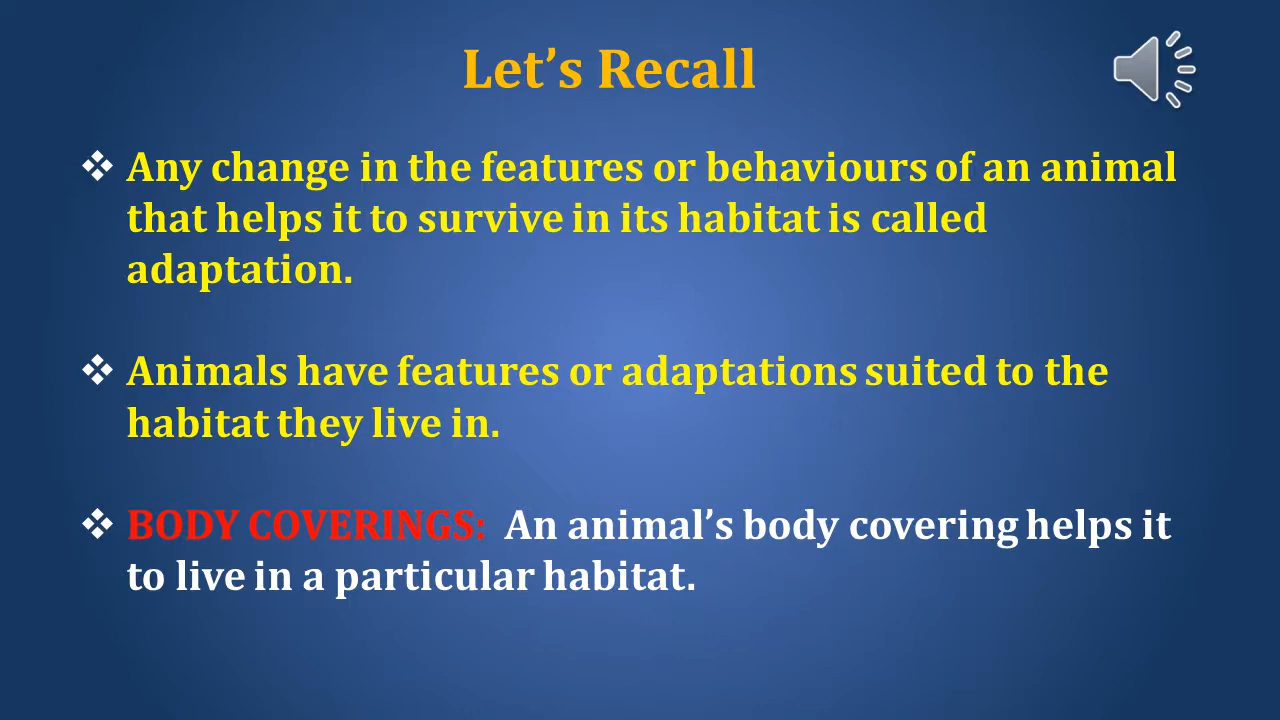 Let’s Recall
❖ Any change in the features or behaviours of an animal
that helps it to survive in its habitat is called
adaptation.
❖ Animals have features or adaptations suited to the
habitat they live in.
❖ BODY COVERINGS: An animal’s body covering helps it
to live in a particular habitat.